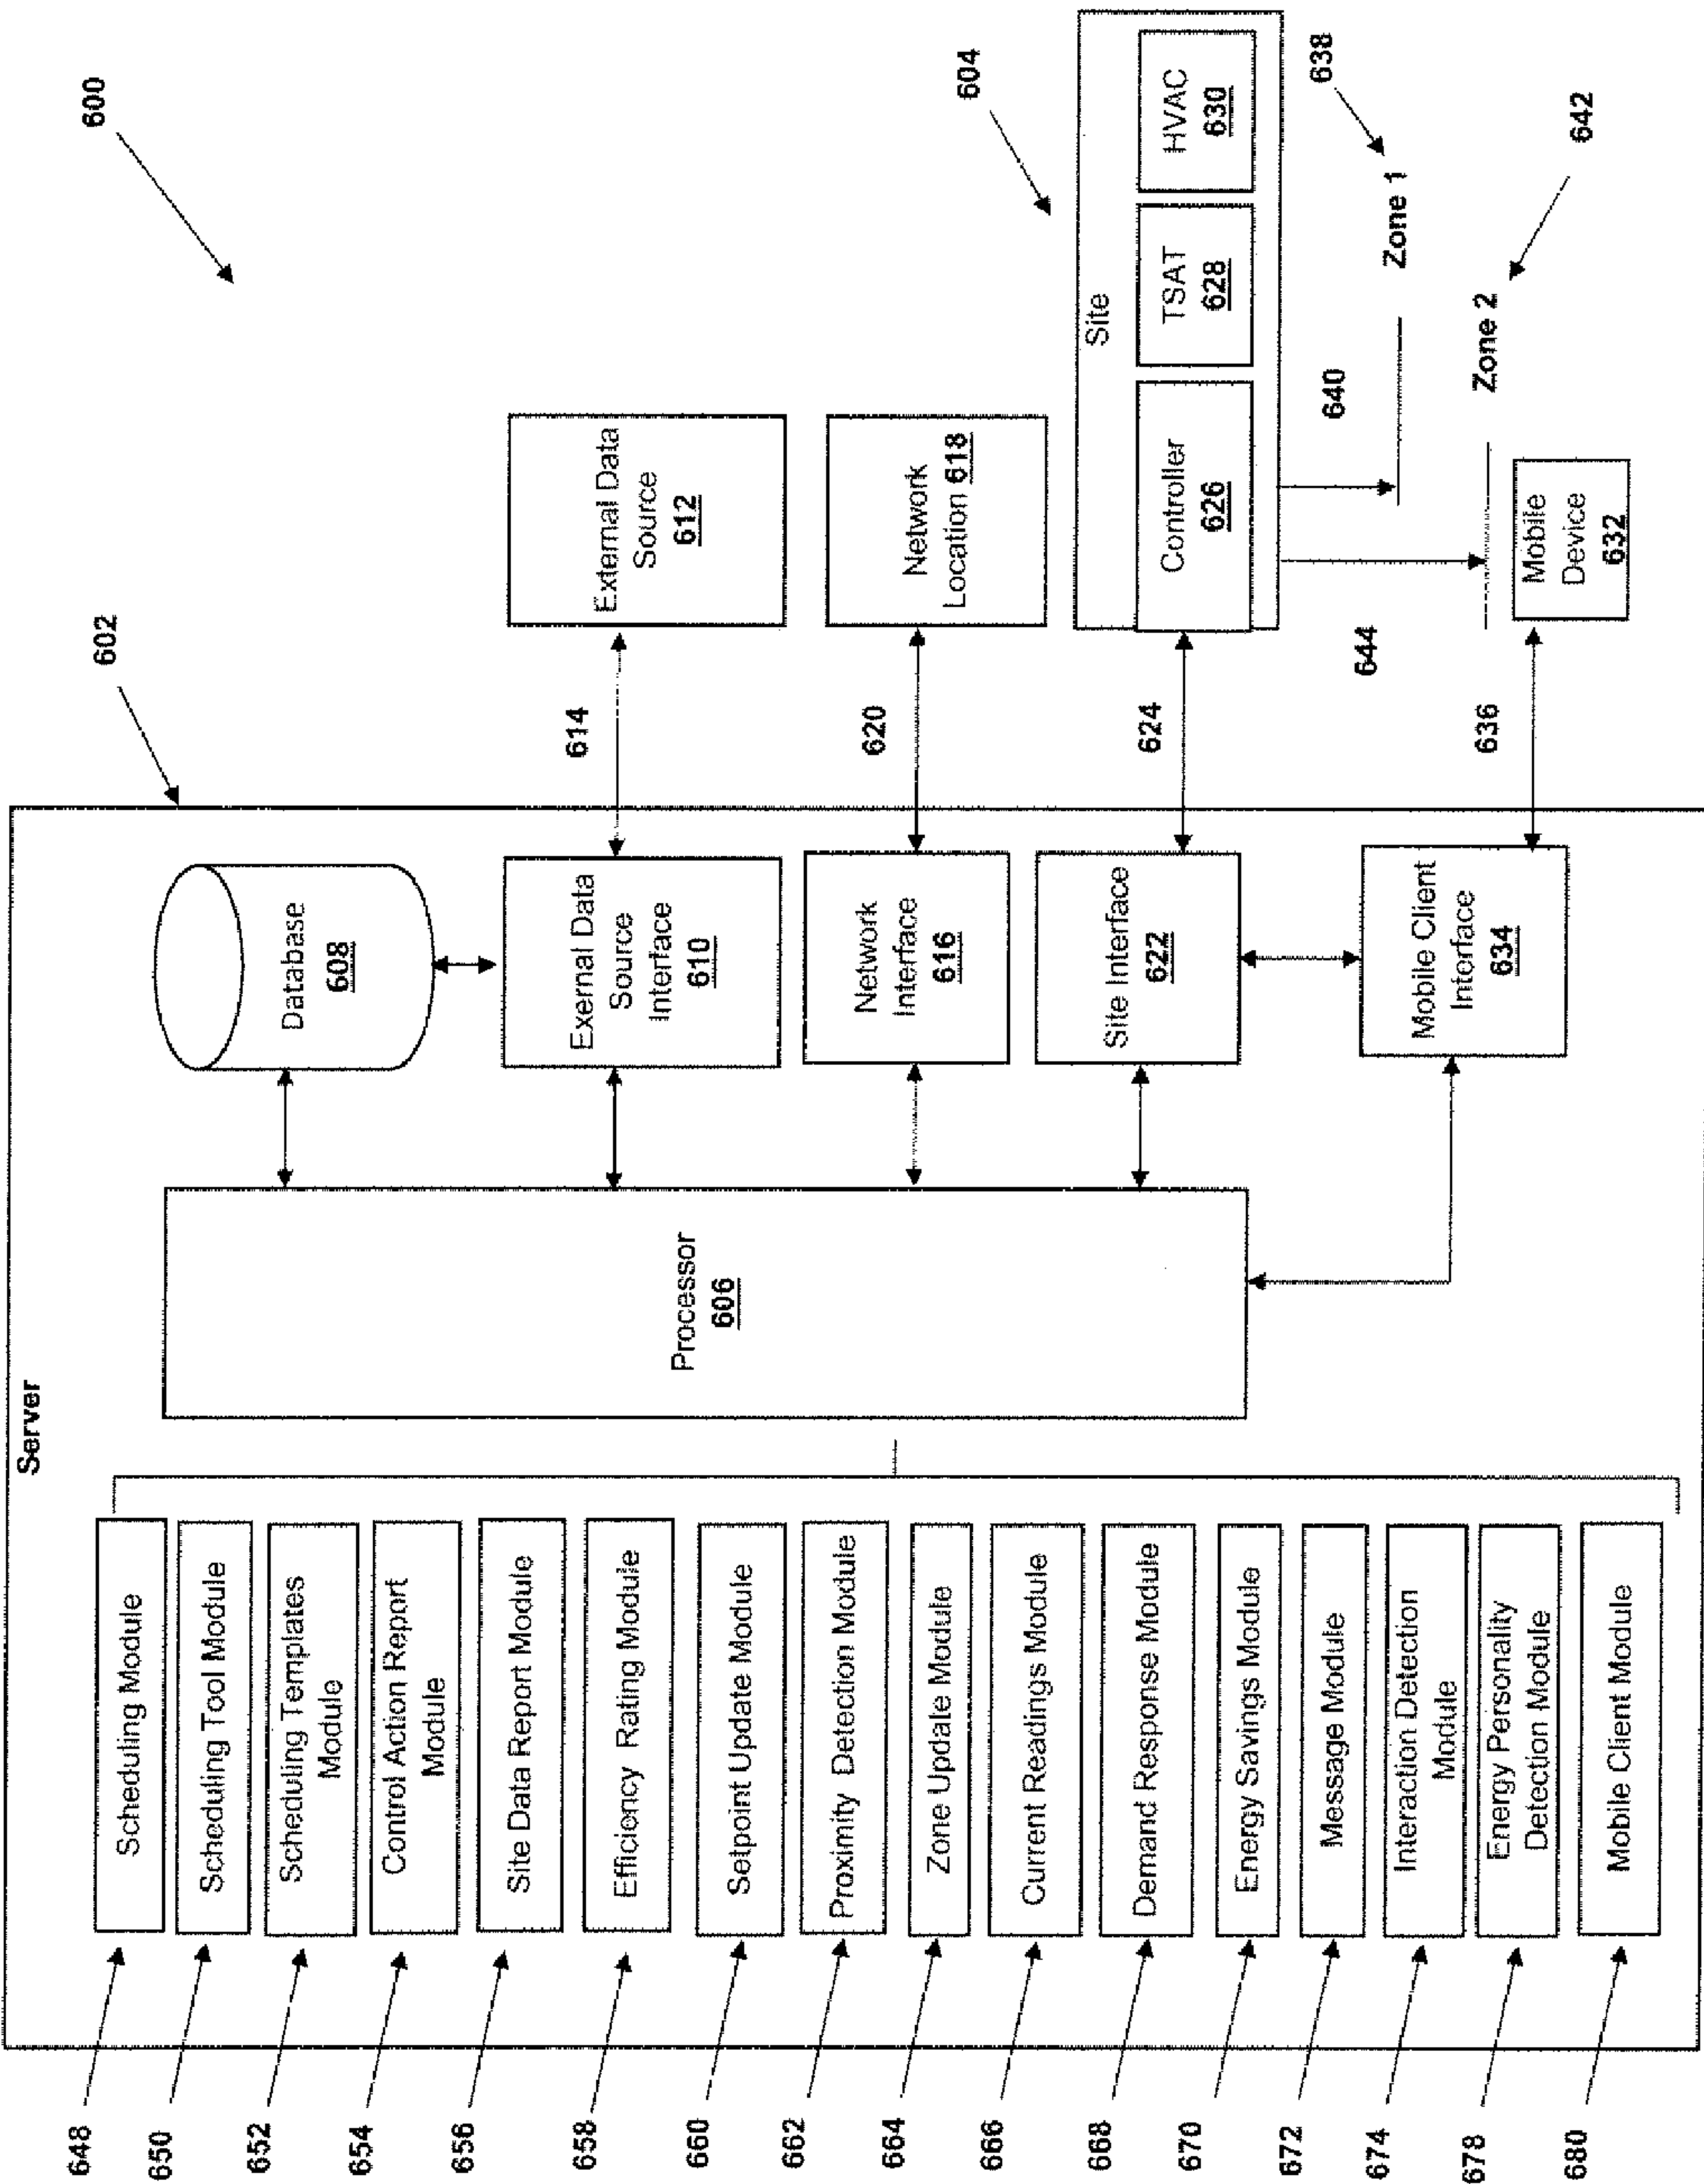 Server
648
Scheduling Module
650
Scheduling Tool Module
652
Scheduling Templates
Module
654
Control Action Report
Module
656
Site Data Report Module
658
Efficiency Rating Module
660
Setpoint Update Module
662
Proximity Detection Module
664
Zone Update Module
666
Current Readings Module
668
Demand Response Module
670
Energy Savings Module
672
Message Module
674
Interaction Detection
Module
678
Energy Personality
Detection Module
680
Mobile Client Module
Processor
606
Database
608
Exernal Data
Source
Interface
610
Network
Interface
616
Site Interface
622
Mobile Client
Interface
634
602
614
620
624
636
External Data
Source
612
Network
Location 618
Site
Controller
626
TSAT
628
HVAC
630
Mobile
Device
632
644
640
Zone 2
Zone 1
600
604
638
642